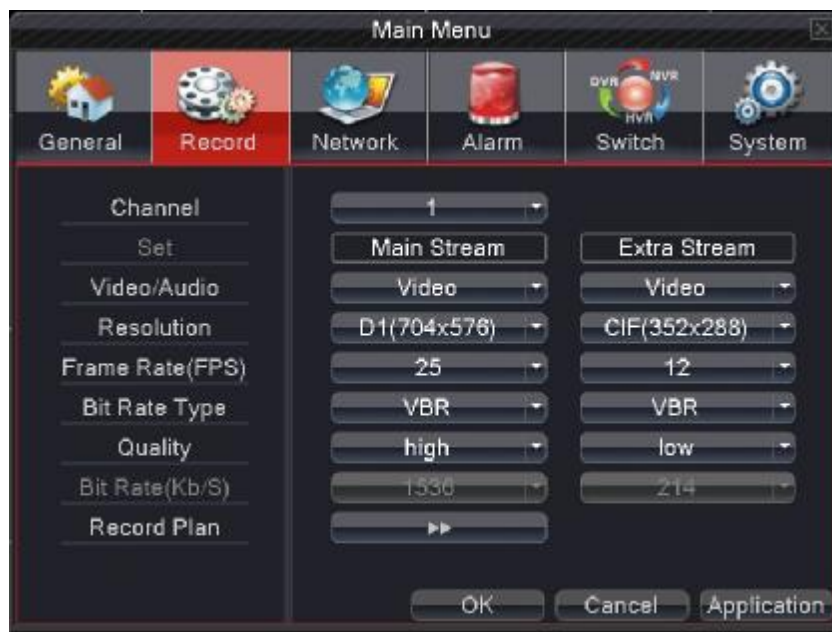 Main Menu
DVR NVR
HVR
General Record Network Alarm Switch System
Channel 1
Set Main Stream Extra Stream
Video/Audio Video Video
Resolution D1(704x576) CIF(352x288)
Frame Rate(FPS) 25 12
Bit Rate Type VBR VBR
Quality high low
Bit Rate(Kb/S) 1536 214
Record Plan
OK Cancel Application